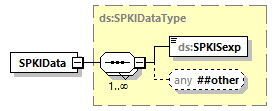 ds:SPKIDataType
SPKIData
ds:SPKISexp
any ##other
1..∞